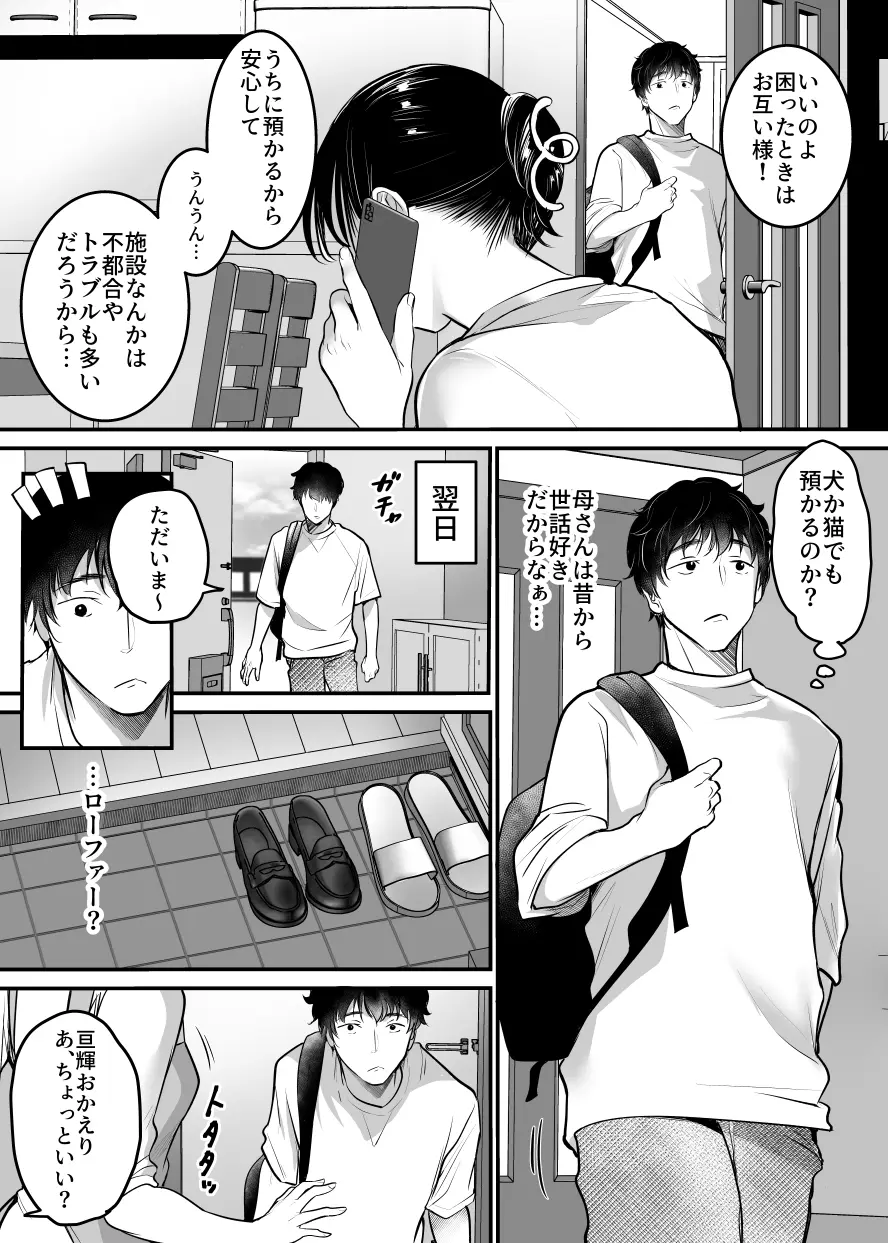 いいのよ
困ったときは
お互い様！
うちに預かるから
安心して
うんうん…
施設なんかは
不都合や
トラブルも多い
だろうから…
犬か猫でも
預かるのか？
母さんは昔から
世話好き
だからなぁ…
翌日
ガチャ
ただいま～
…ローファー？
トタタッ
亘輝おかえり
あ、ちょっといい？